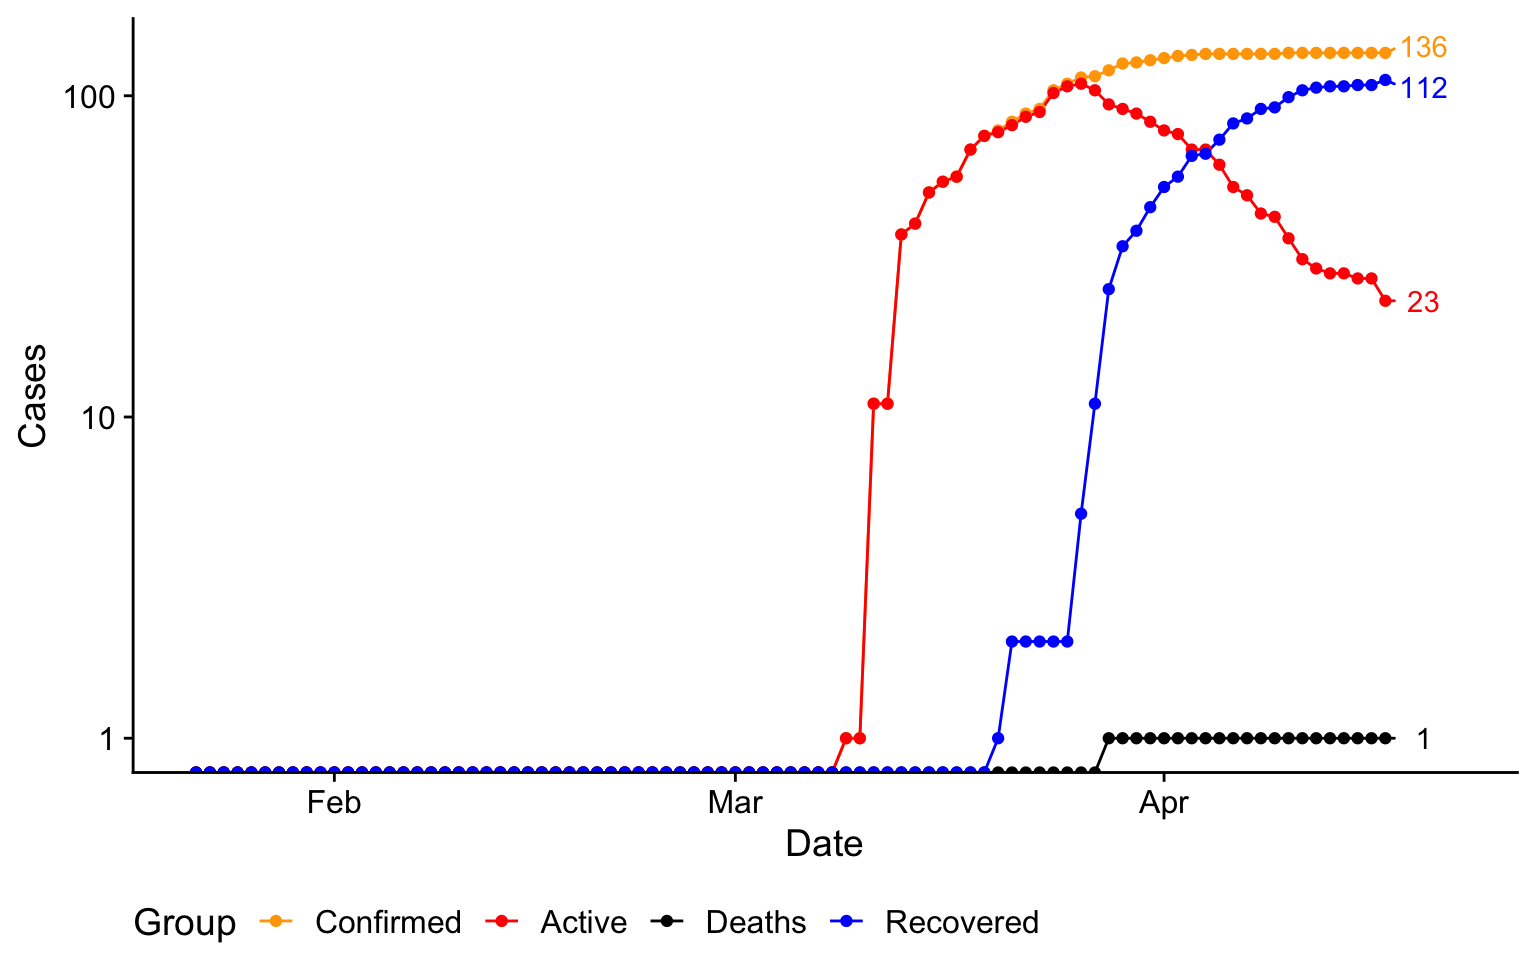 136
100
112
23
Cases
10
1
1
Feb Mar Apr
Date
Group Confirmed Active Deaths Recovered